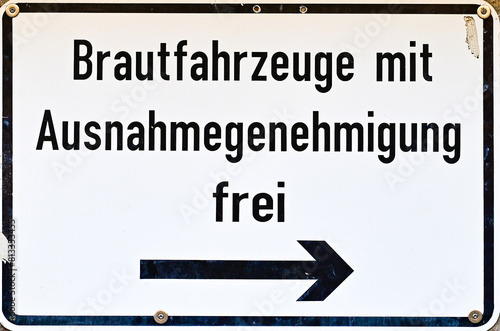 Brautfahrzeuge mit
Ausnahmegenehmigung
frei